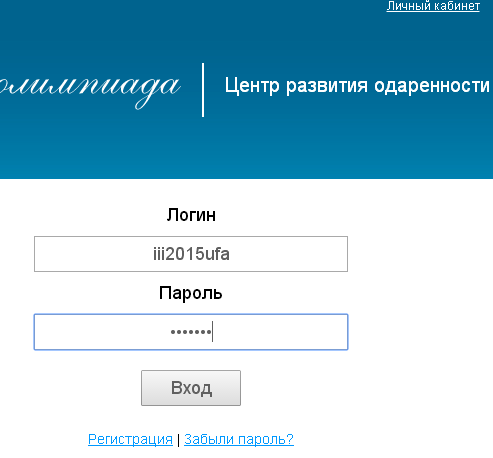 Личный кабинет
олимпиада
Центр развития одаренности
Логин
iii2015ufa
Пароль
•••••••
Вход
Регистрация | Забыли пароль?